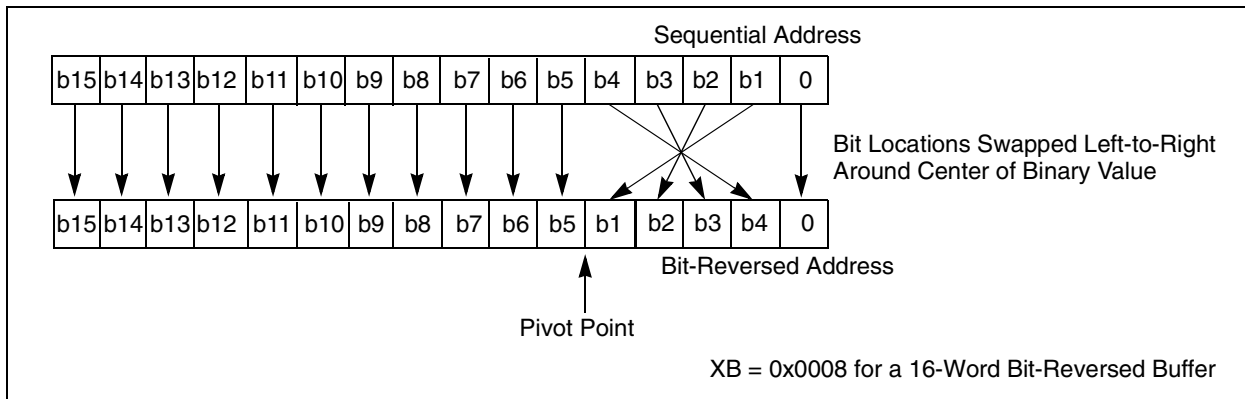 Sequential Address
b15 b14 b13 b12 b11 b10 b9 b8 b7 b6 b5 b4 b3 b2 b1 0
Bit Locations Swapped Left-to-Right
Around Center of Binary Value
b15 b14 b13 b12 b11 b10 b9 b8 b7 b6 b5 b1 b2 b3 b4 0
Bit-Reversed Address
Pivot Point
XB = 0x0008 for a 16-Word Bit-Reversed Buffer